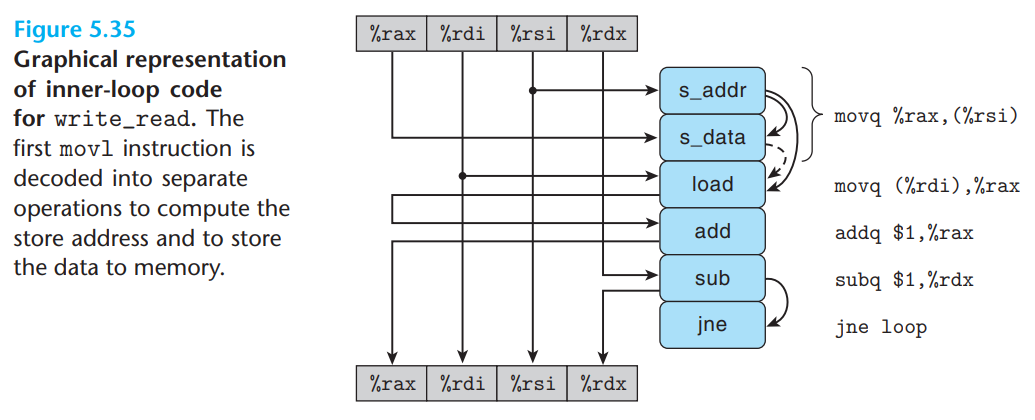 Figure 5.35
Graphical representation
of inner-loop code
for write_read. The
first movl instruction is
decoded into separate
operations to compute the
store address and to store
the data to memory.
%rax %rdi %rsi %rdx
s_addr
s_data
movq %rax,(%rsi)
load
movq (%rdi),%rax
add
addq $1,%rax
sub
subq $1,%rdx
jne
jne loop
%rax %rdi %rsi %rdx